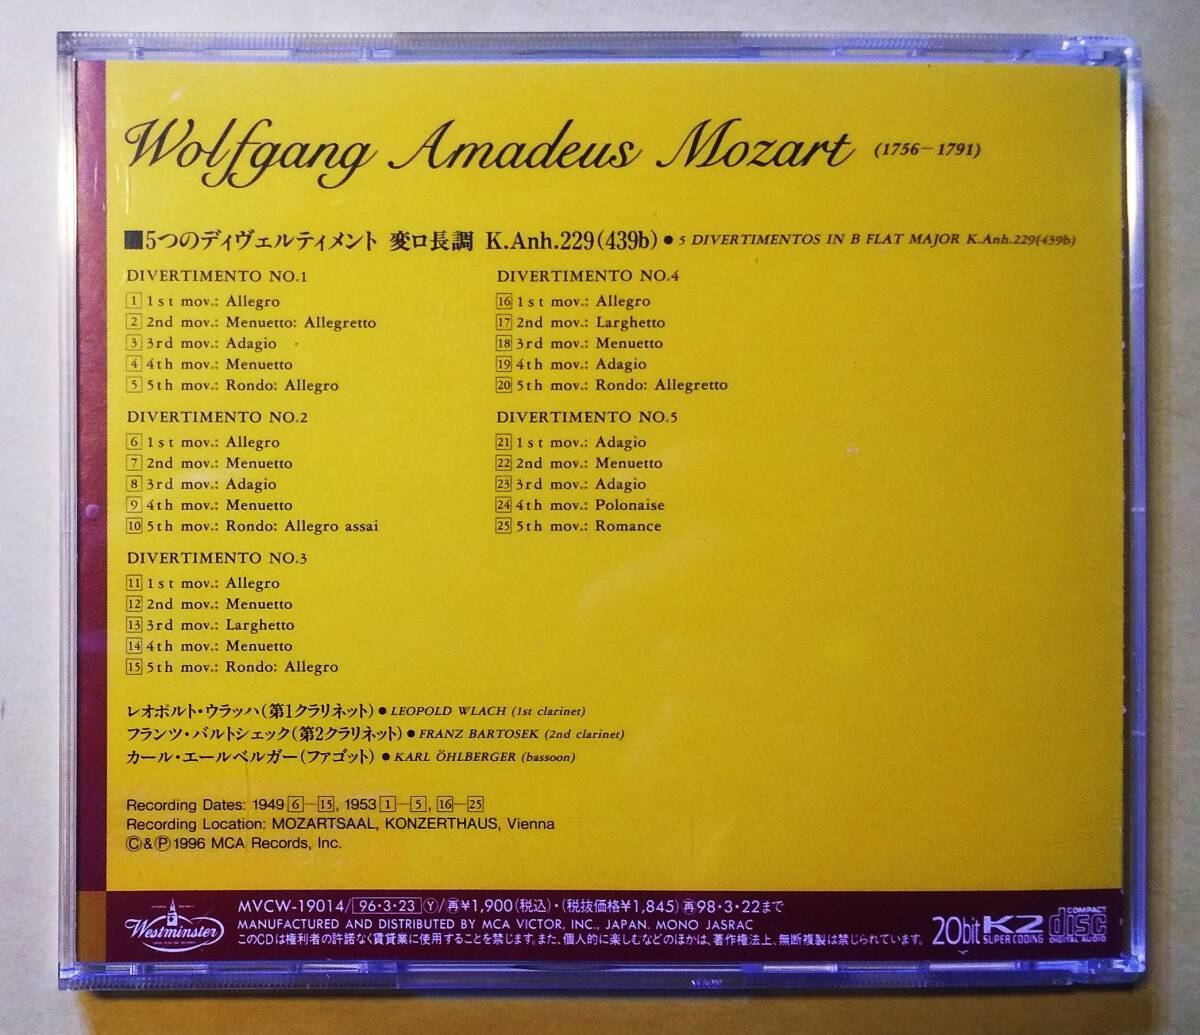 Wolfgang Amadeus Mozart (1756–1791)
■5つのディヴェルティメント 変ロ長調 K.Anh.229(439b) ● 5 DIVERTIMENTOS IN B FLAT MAJOR K.Anh.229(439b)
DIVERTIMENTO NO.1
1 1st mov.: Allegro
2 2nd mov.: Menuetto: Allegretto
3 3rd mov.: Adagio
4 4th mov.: Menuetto
5 5th mov.: Rondo: Allegro
DIVERTIMENTO NO.2
6 1st mov.: Allegro
7 2nd mov.: Menuetto
8 3rd mov.: Adagio
9 4th mov.: Menuetto
10 5th mov.: Rondo: Allegro assai
DIVERTIMENTO NO.3
11 1st mov.: Allegro
12 2nd mov.: Menuetto
13 3rd mov.: Larghetto
14 4th mov.: Menuetto
15 5th mov.: Rondo: Allegro
DIVERTIMENTO NO.4
16 1st mov.: Allegro
17 2nd mov.: Larghetto
18 3rd mov.: Menuetto
19 4th mov.: Adagio
20 5th mov.: Rondo: Allegretto
DIVERTIMENTO NO.5
21 1st mov.: Adagio
22 2nd mov.: Menuetto
23 3rd mov.: Adagio
24 4th mov.: Polonaise
25 5th mov.: Romance
レオポルト・ウラッハ(第1クラリネット) ● LEOPOLD WLACH (1st clarinet)
フランツ・バルトシェック(第2クラリネット) ● FRANZ BARTOSEK (2nd clarinet)
カール・エールベルガー(ファゴット) ● KARL ÖHLBERGER (bassoon)
Recording Dates: 1949 6–15, 1953 1–5, 16–25
Recording Location: MOZARTSAAL, KONZERTHAUS, Vienna
Ⓒ&Ⓟ1996 MCA Records, Inc.
Westminster
MVCW-19014/96・3・23Ⓨ/再¥1,900(税込)・(税抜価格¥1,845)再98・3・22まで
MANUFACTURED AND DISTRIBUTED BY MCA VICTOR, INC., JAPAN. MONO JASRAC
このCDは権利者の許諾なく賃貸業に使用することを禁じます。また、個人的に楽しむなどのほかは、著作権法上、無断複製は禁じられています。
20bit K2 SUPER CODING
COMPACT disc DIGITAL AUDIO